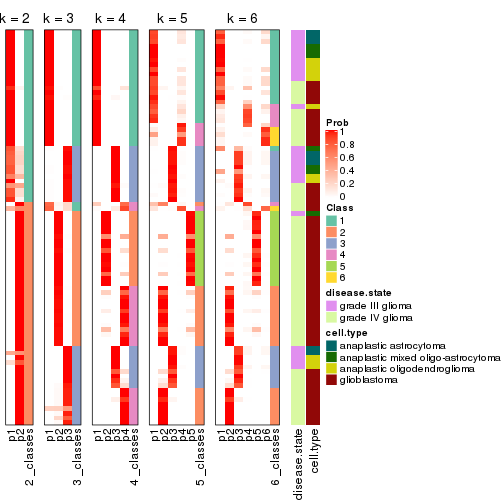 k = 2 k = 3 k = 4 k = 5 k = 6
Prob
1
0.8
0.6
0.4
0.2
0
Class
1
2
3
4
5
6
disease.state
grade III glioma
grade IV glioma
cell.type
anaplastic astrocytoma
anaplastic mixed oligo-astrocytoma
anaplastic oligodendroglioma
glioblastoma
p1 p2 2_classes p1 p2 p3 3_classes p1 p2 p3 p4 4_classes p1 p2 p3 p4 p5 5_classes p1 p2 p3 p4 p5 p6 6_classes disease.state cell.type